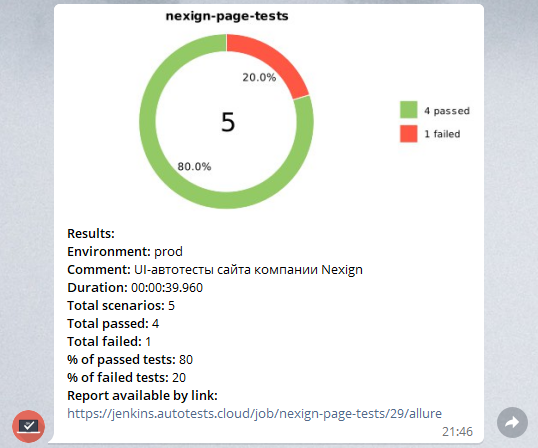 nexign-page-tests
20.0%
5
80.0%
4 passed
1 failed
Results:
Environment: prod
Comment: UI-автотесты сайта компании Nexign
Duration: 00:00:39.960
Total scenarios: 5
Total passed: 4
Total failed: 1
% of passed tests: 80
% of failed tests: 20
Report available by link:
https://jenkins.autotests.cloud/job/nexign-page-tests/29/allure
21:46